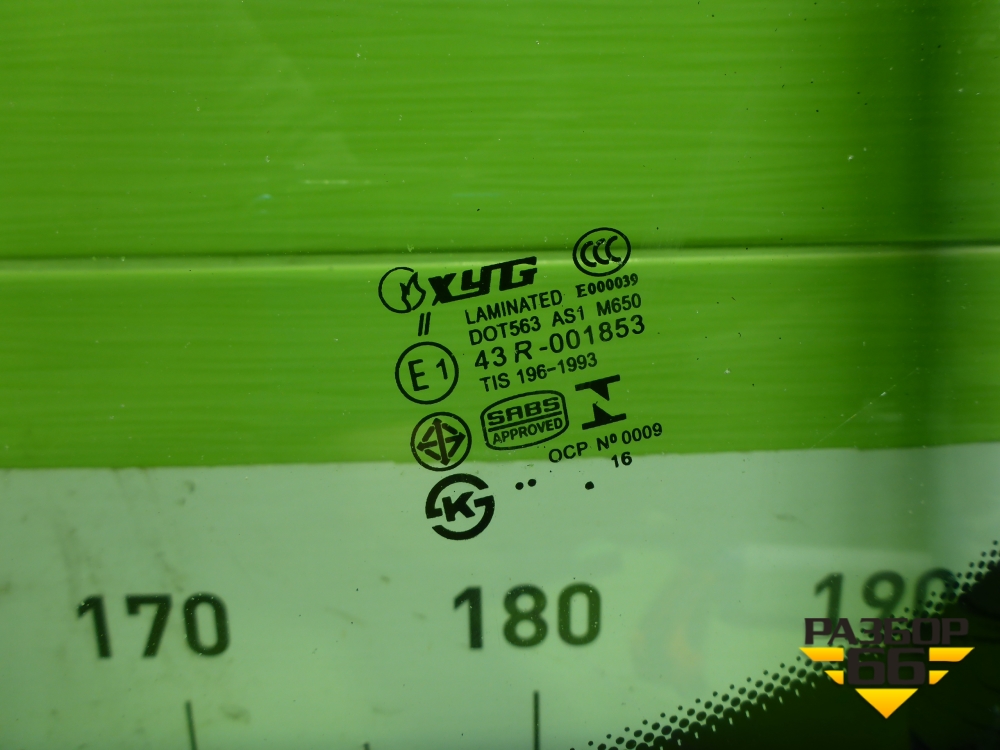 XYG
CCC
LAMINATED E000039
//
DOT563 AS1 M650
E1
43R-001853
TIS 196-1993
SABS
APPROVED
OCP Nº 0009
16
K
170 180 190
РАЗБОР
66